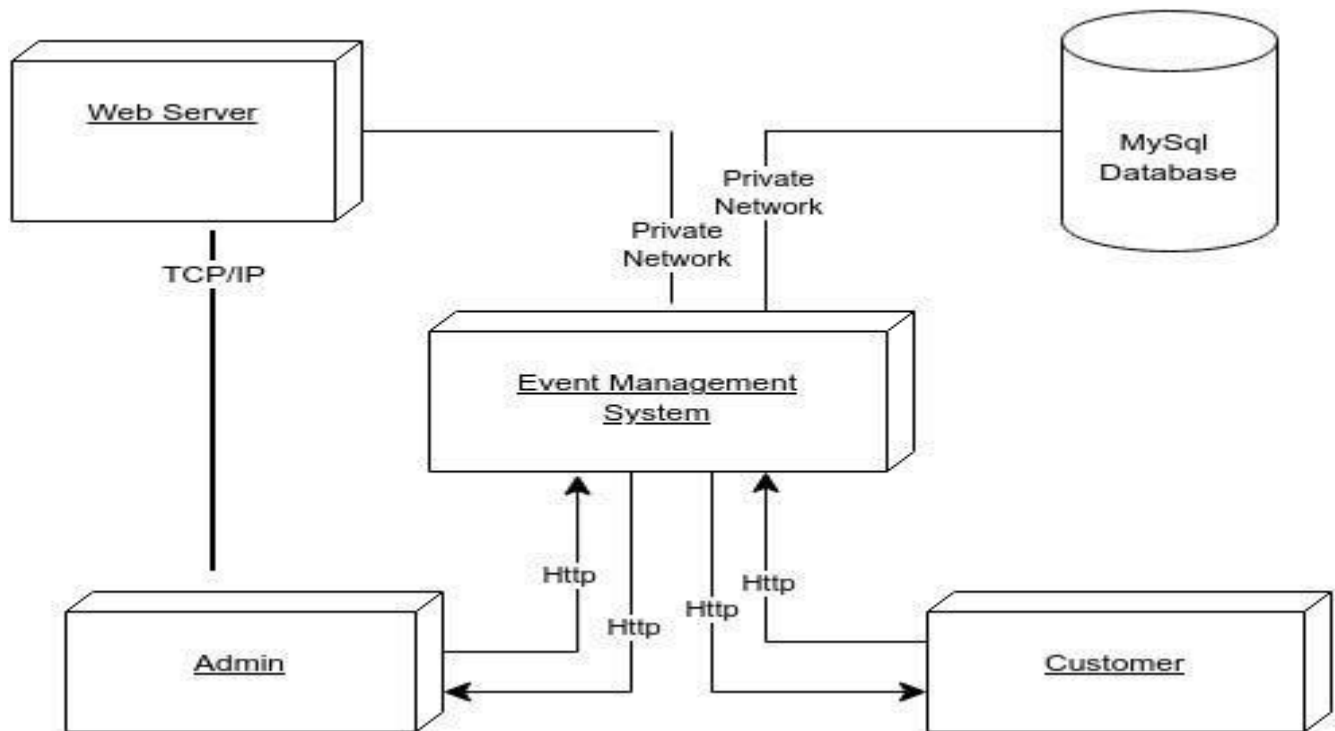 Web Server
MySql
Database
Private
Network
Private
Network
TCP/IP
Event Management
System
Http
Http
Http
Http
Admin
Customer